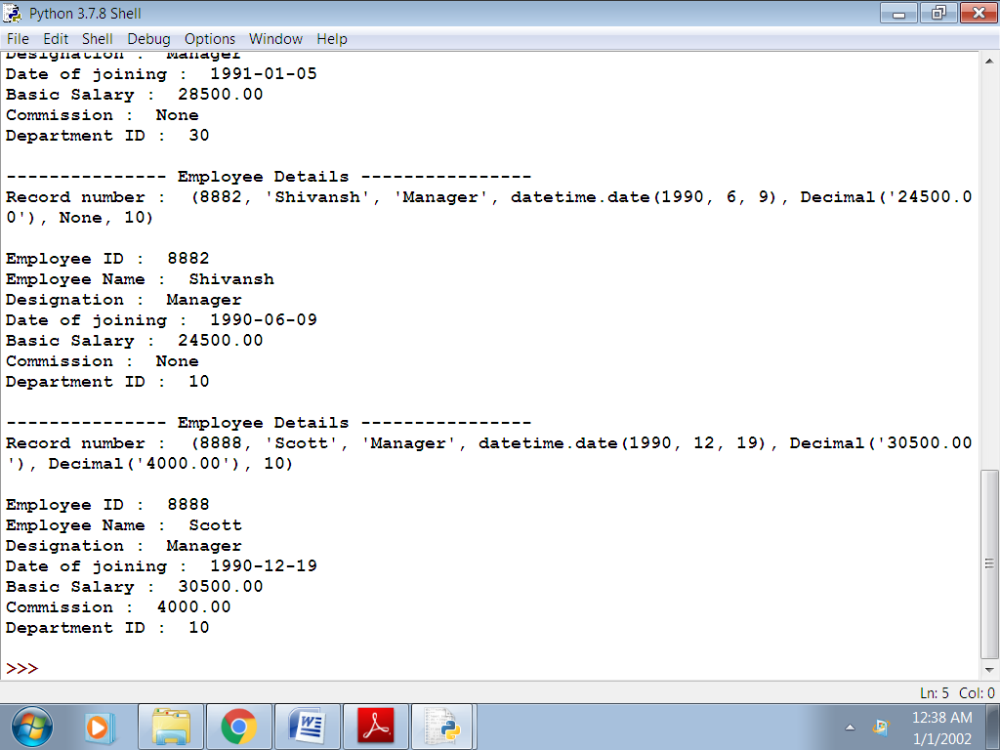 Python 3.7.8 Shell
File Edit Shell Debug Options Window Help
Designation :  Manager
Date of joining :  1991-01-05
Basic Salary :  28500.00
Commission :  None
Department ID :  30
--------------- Employee Details ----------------
Record number :  (8882, 'Shivansh', 'Manager', datetime.date(1990, 6, 9), Decimal('24500.0
0'), None, 10)
Employee ID :  8882
Employee Name :  Shivansh
Designation :  Manager
Date of joining :  1990-06-09
Basic Salary :  24500.00
Commission :  None
Department ID :  10
--------------- Employee Details ----------------
Record number :  (8888, 'Scott', 'Manager', datetime.date(1990, 12, 19), Decimal('30500.00
'), Decimal('4000.00'), 10)
Employee ID :  8888
Employee Name :  Scott
Designation :  Manager
Date of joining :  1990-12-19
Basic Salary :  30500.00
Commission :  4000.00
Department ID :  10
>>>
Ln: 5 Col: 0
12:38 AM
1/1/2002